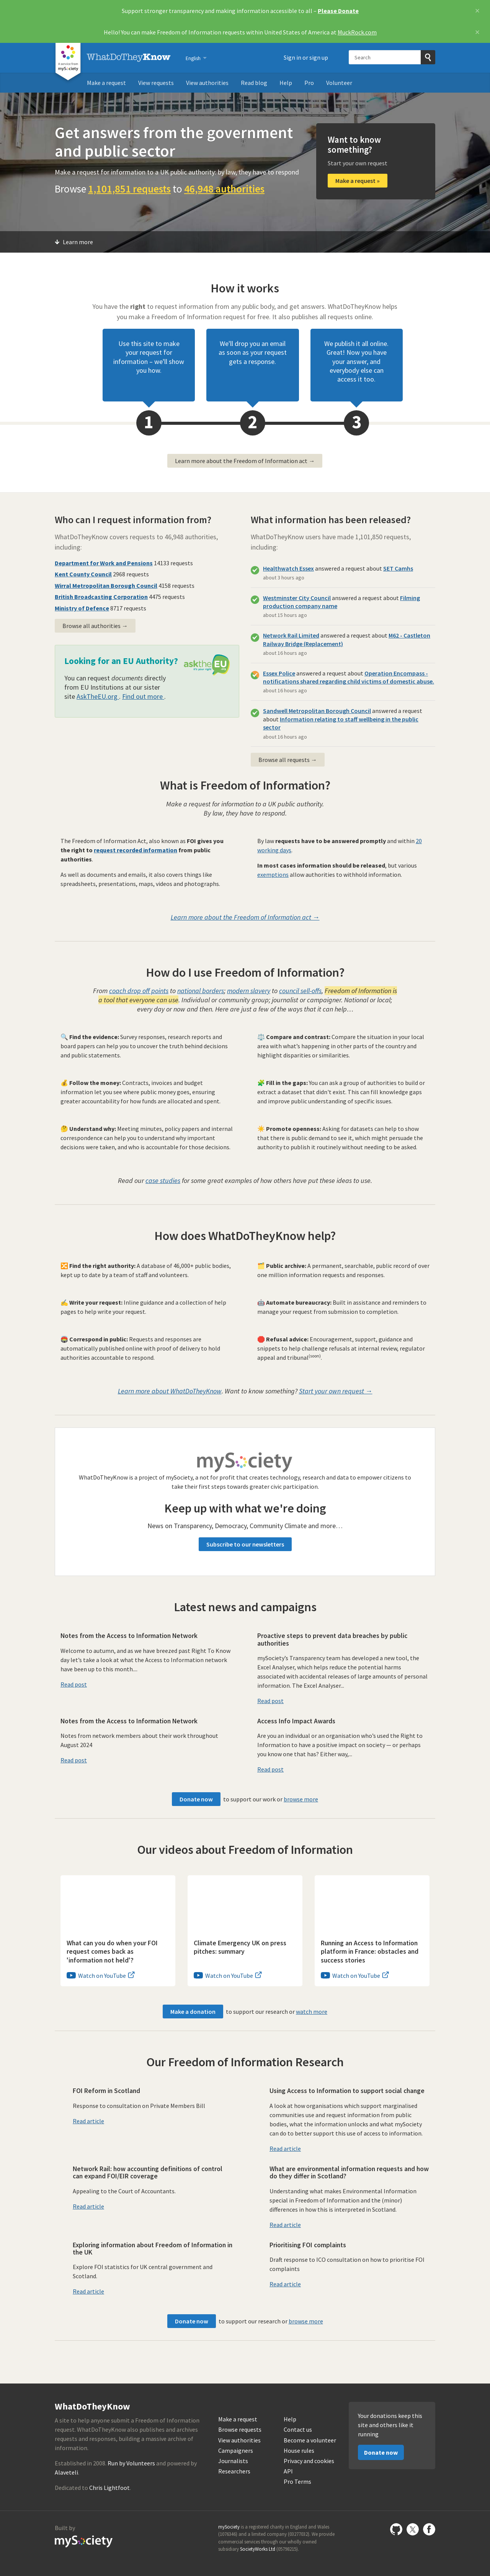 Support stronger transparency and making information accessible to all – Please Donate
×
Hello! You can make Freedom of Information requests within United States of America at MuckRock.com
×
mySociety
WhatDoTheyKnow
English
Sign in or sign up
Search
Make a request
View requests
View authorities
Read blog
Help
Pro
Volunteer
Get answers from the government
and public sector
Make a request for information to a UK public authority: by law, they have to respond
Browse 1,101,851 requests to 46,948 authorities
Want to know
something?
Start your own request
Make a request »
Learn more
How it works
You have the right to request information from any public body, and get answers. WhatDoTheyKnow helps
you make a Freedom of Information request for free. It also publishes all requests online.
Use this site to make
your request for
information – we'll show
you how.
We'll drop you an email
as soon as your request
gets a response.
We publish it all online.
Great! Now you have
your answer, and
everybody else can
access it too.
1
2
3
Learn more about the Freedom of Information act →
Who can I request information from?
WhatDoTheyKnow covers requests to 46,948 authorities,
including:
Department for Work and Pensions 14133 requests
Kent County Council 2968 requests
Wirral Metropolitan Borough Council 4158 requests
British Broadcasting Corporation 4475 requests
Ministry of Defence 8717 requests
Browse all authorities →
Looking for an EU Authority?
asktheEU
You can request documents directly
from EU Institutions at our sister
site AskTheEU.org. Find out more.
What information has been released?
WhatDoTheyKnow users have made 1,101,850 requests,
including:
Healthwatch Essex answered a request about SET Camhs
about 3 hours ago
Westminster City Council answered a request about Filming
production company name
about 15 hours ago
Network Rail Limited answered a request about M62 - Castleton
Railway Bridge (Replacement)
about 16 hours ago
Essex Police answered a request about Operation Encompass -
notifications shared regarding child victims of domestic abuse.
about 16 hours ago
Sandwell Metropolitan Borough Council answered a request
about Information relating to staff wellbeing in the public
sector
about 16 hours ago
Browse all requests →
What is Freedom of Information?
Make a request for information to a UK public authority.
By law, they have to respond.
The Freedom of Information Act, also known as FOI gives you
the right to request recorded information from public
authorities.
As well as documents and emails, it also covers things like
spreadsheets, presentations, maps, videos and photographs.
By law requests have to be answered promptly and within 20
working days.
In most cases information should be released, but various
exemptions allow authorities to withhold information.
Learn more about the Freedom of Information act →
How do I use Freedom of Information?
From coach drop off points to national borders; modern slavery to council sell-offs, Freedom of Information is
a tool that everyone can use. Individual or community group; journalist or campaigner. National or local;
every day or now and then. Here are just a few of the ways that it can help…
🔍 Find the evidence: Survey responses, research reports and
board papers can help you to uncover the truth behind decisions
and public statements.
⚖️ Compare and contrast: Compare the situation in your local
area with what's happening in other parts of the country and
highlight disparities or similarities.
💰 Follow the money: Contracts, invoices and budget
information let you see where public money goes, ensuring
greater accountability for how funds are allocated and spent.
🧩 Fill in the gaps: You can ask a group of authorities to build or
extract a dataset that didn't exist. This can fill knowledge gaps
and improve public understanding of specific issues.
🤔 Understand why: Meeting minutes, policy papers and internal
correspondence can help you to understand why important
decisions were taken, and who is accountable for those decisions.
☀️ Promote openness: Asking for datasets can help to show
that there is public demand to see it, which might persuade the
authority to publish it routinely without needing to be asked.
Read our case studies for some great examples of how others have put these ideas to use.
How does WhatDoTheyKnow help?
🔀 Find the right authority: A database of 46,000+ public bodies,
kept up to date by a team of staff and volunteers.
🗂️ Public archive: A permanent, searchable, public record of over
one million information requests and responses.
✍️ Write your request: Inline guidance and a collection of help
pages to help write your request.
🤖 Automate bureaucracy: Built in assistance and reminders to
manage your request from submission to completion.
📮 Correspond in public: Requests and responses are
automatically published online with proof of delivery to hold
authorities accountable to respond.
🛑 Refusal advice: Encouragement, support, guidance and
snippets to help challenge refusals at internal review, regulator
appeal and tribunal(soon).
Learn more about WhatDoTheyKnow. Want to know something? Start your own request →
mySociety
WhatDoTheyKnow is a project of mySociety, a not for profit that creates technology, research and data to empower citizens to
take their first steps towards greater civic participation.
Keep up with what we're doing
News on Transparency, Democracy, Community Climate and more…
Subscribe to our newsletters
Latest news and campaigns
Notes from the Access to Information Network
Welcome to autumn, and as we have breezed past Right To Know
day let's take a look at what the Access to Information network
have been up to this month....
Read post
Proactive steps to prevent data breaches by public
authorities
mySociety's Transparency team has developed a new tool, the
Excel Analyser, which helps reduce the potential harms
associated with accidental releases of large amounts of personal
information. The Excel Analyser...
Read post
Notes from the Access to Information Network
Notes from network members about their work throughout
August 2024
Read post
Access Info Impact Awards
Are you an individual or an organisation who's used the Right to
Information to have a positive impact on society — or perhaps
you know one that has? Either way,...
Read post
Donate now to support our work or browse more
Our videos about Freedom of Information
What can you do when your FOI
request comes back as
'information not held'?
Watch on YouTube
Climate Emergency UK on press
pitches: summary
Watch on YouTube
Running an Access to Information
platform in France: obstacles and
success stories
Watch on YouTube
Make a donation to support our research or watch more
Our Freedom of Information Research
FOI Reform in Scotland
Response to consultation on Private Members Bill
Read article
Using Access to Information to support social change
A look at how organisations which support marginalised
communities use and request information from public
bodies, what the information unlocks and what mySociety
can do to better support this use of access to information.
Read article
Network Rail: how accounting definitions of control
can expand FOI/EIR coverage
Appealing to the Court of Accountants.
Read article
What are environmental information requests and how
do they differ in Scotland?
Understanding what makes Environmental Information
special in Freedom of Information and the (minor)
differences in how this is interpreted in Scotland.
Read article
Exploring information about Freedom of Information in
the UK
Explore FOI statistics for UK central government and
Scotland.
Read article
Prioritising FOI complaints
Draft response to ICO consultation on how to prioritise FOI
complaints
Read article
Donate now to support our research or browse more
WhatDoTheyKnow
A site to help anyone submit a Freedom of Information
request. WhatDoTheyKnow also publishes and archives
requests and responses, building a massive archive of
information.
Established in 2008. Run by Volunteers and powered by
Alaveteli.
Dedicated to Chris Lightfoot.
Make a request
Browse requests
View authorities
Campaigners
Journalists
Researchers
Help
Contact us
Become a volunteer
House rules
Privacy and cookies
API
Pro Terms
Your donations keep this
site and others like it
running
Donate now
Built by
mySociety
mySociety is a registered charity in England and Wales
(1076346) and a limited company (03277032). We provide
commercial services through our wholly owned
subsidiary SocietyWorks Ltd (05798215).